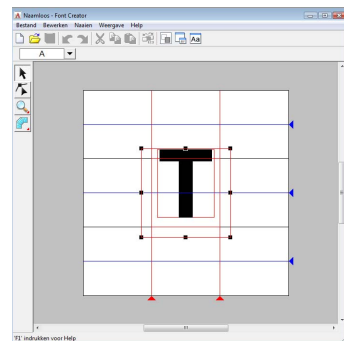 Naamloos - Font Creator
Bestand Bewerken Naaien Weergave Help
Aa
A
T
'F1' indrukken voor Help